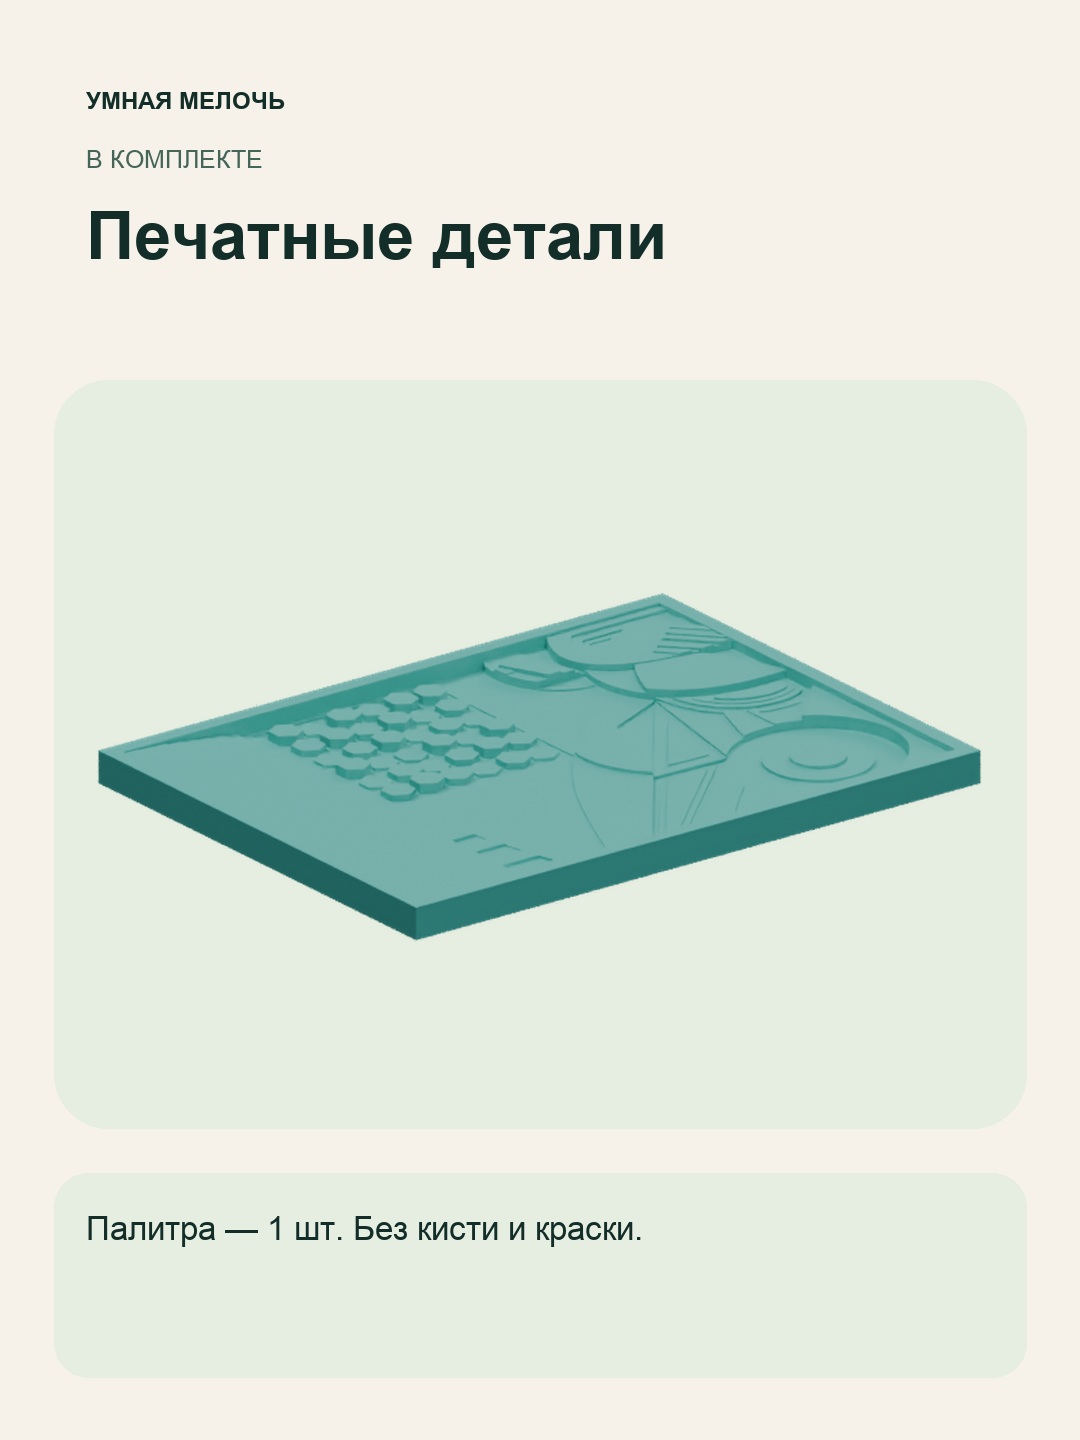 УМНАЯ МЕЛОЧЬ
В КОМПЛЕКТЕ
Печатные детали
Палитра — 1 шт. Без кисти и краски.